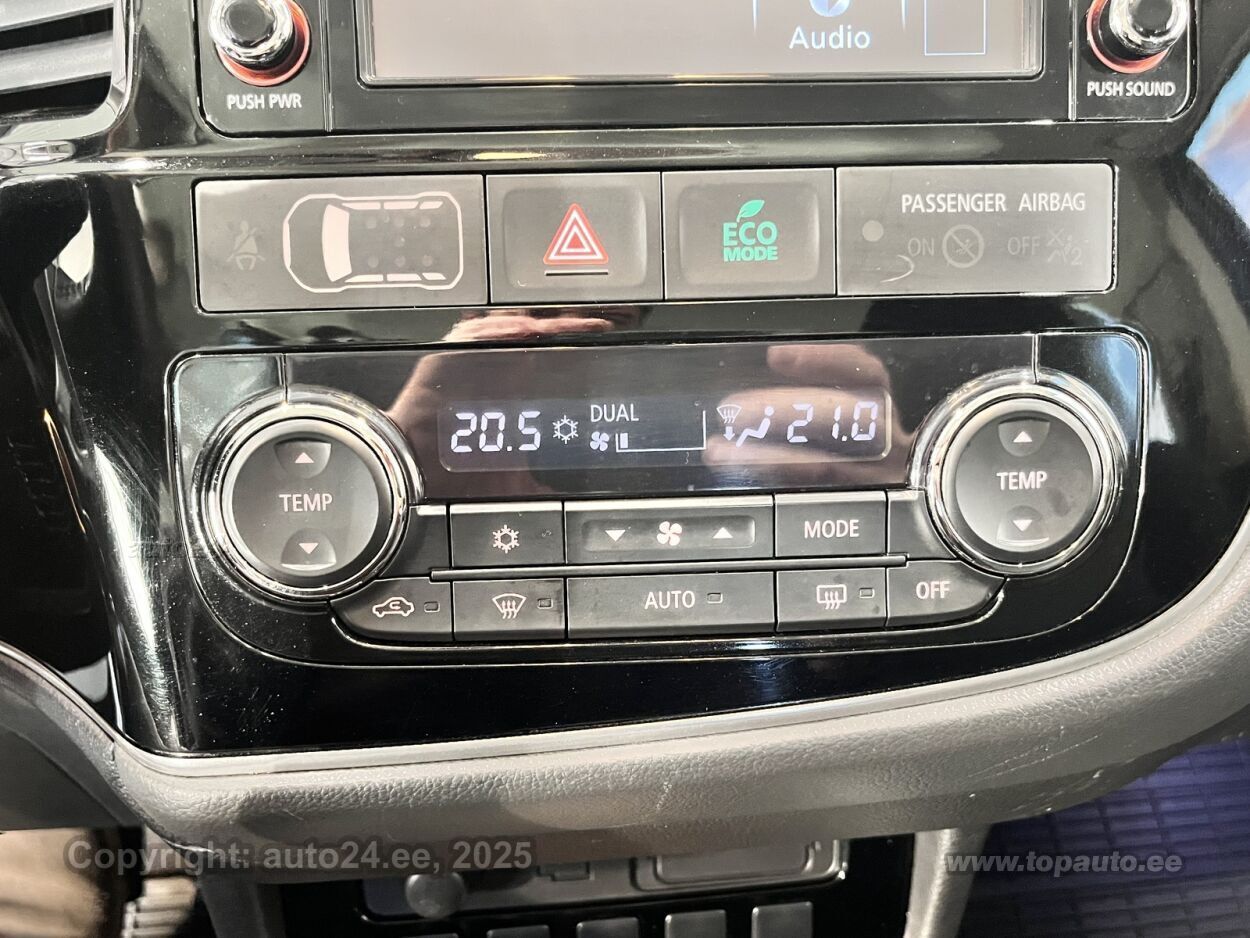 Audio
PUSH PWR
PUSH SOUND
ECO
MODE
PASSENGER AIRBAG
ON OFF
2
20.5 DUAL 21.0
TEMP
TEMP
MODE
AUTO
OFF
Copyright: auto24.ee, 2025
www.topauto.ee